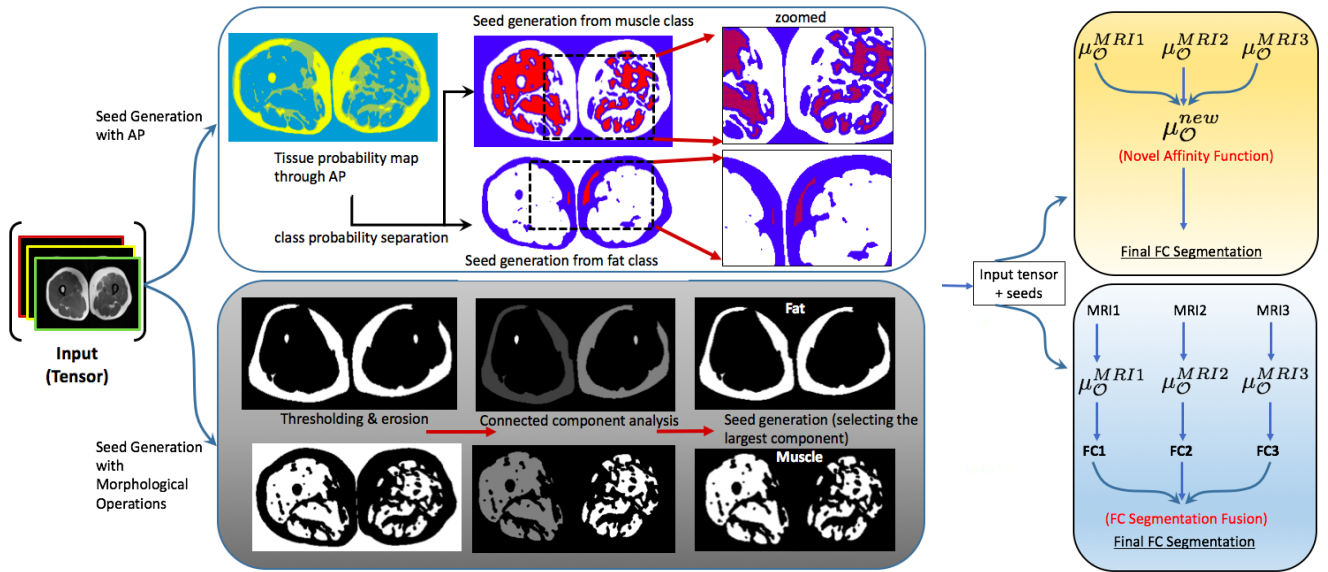 Seed generation from muscle class
zoomed
Seed Generation
with AP
Tissue probability map
through AP
class probability separation
Seed generation from fat class
Input
(Tensor)
Fat
Thresholding & erosion
Connected component analysis
Seed generation (selecting the
largest component)
Muscle
Seed Generation
with
Morphological
Operations
Input tensor
+ seeds
μ_O^{MRI1} μ_O^{MRI2} μ_O^{MRI3}
μ_O^{new}
(Novel Affinity Function)
Final FC Segmentation
MRI1 MRI2 MRI3
μ_O^{MRI1} μ_O^{MRI2} μ_O^{MRI3}
FC1 FC2 FC3
(FC Segmentation Fusion)
Final FC Segmentation